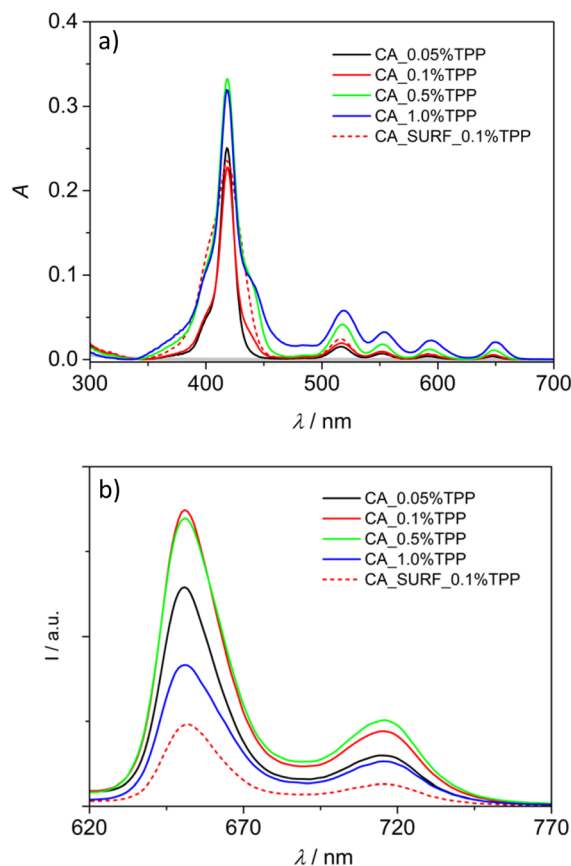 a)
CA_0.05%TPP
CA_0.1%TPP
CA_0.5%TPP
CA_1.0%TPP
CA_SURF_0.1%TPP
0.4
0.3
0.2
0.1
0.0
A
300 400 500 600 700
λ / nm
b)
CA_0.05%TPP
CA_0.1%TPP
CA_0.5%TPP
CA_1.0%TPP
CA_SURF_0.1%TPP
I / a.u.
620 670 720 770
λ / nm